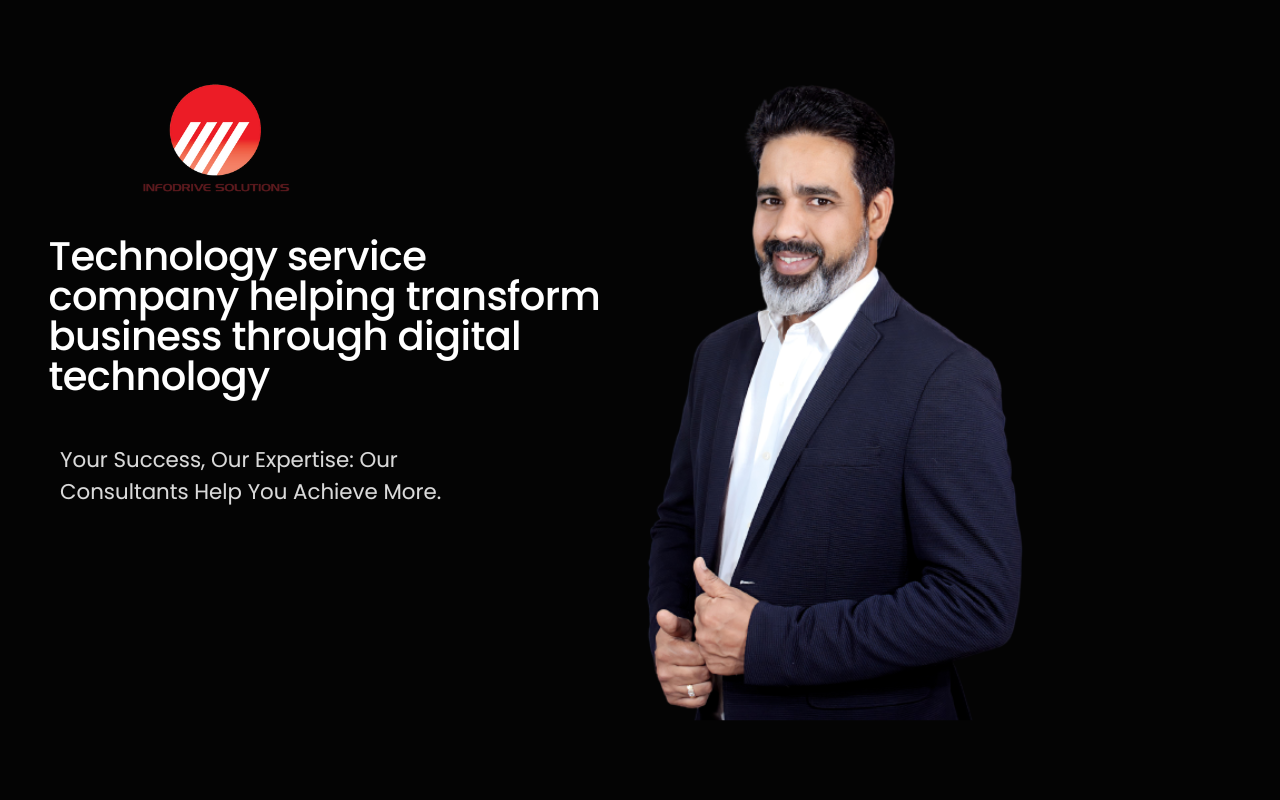 INFODRIVE SOLUTIONS
Technology service
company helping transform
business through digital
technology
Your Success, Our Expertise: Our
Consultants Help You Achieve More.